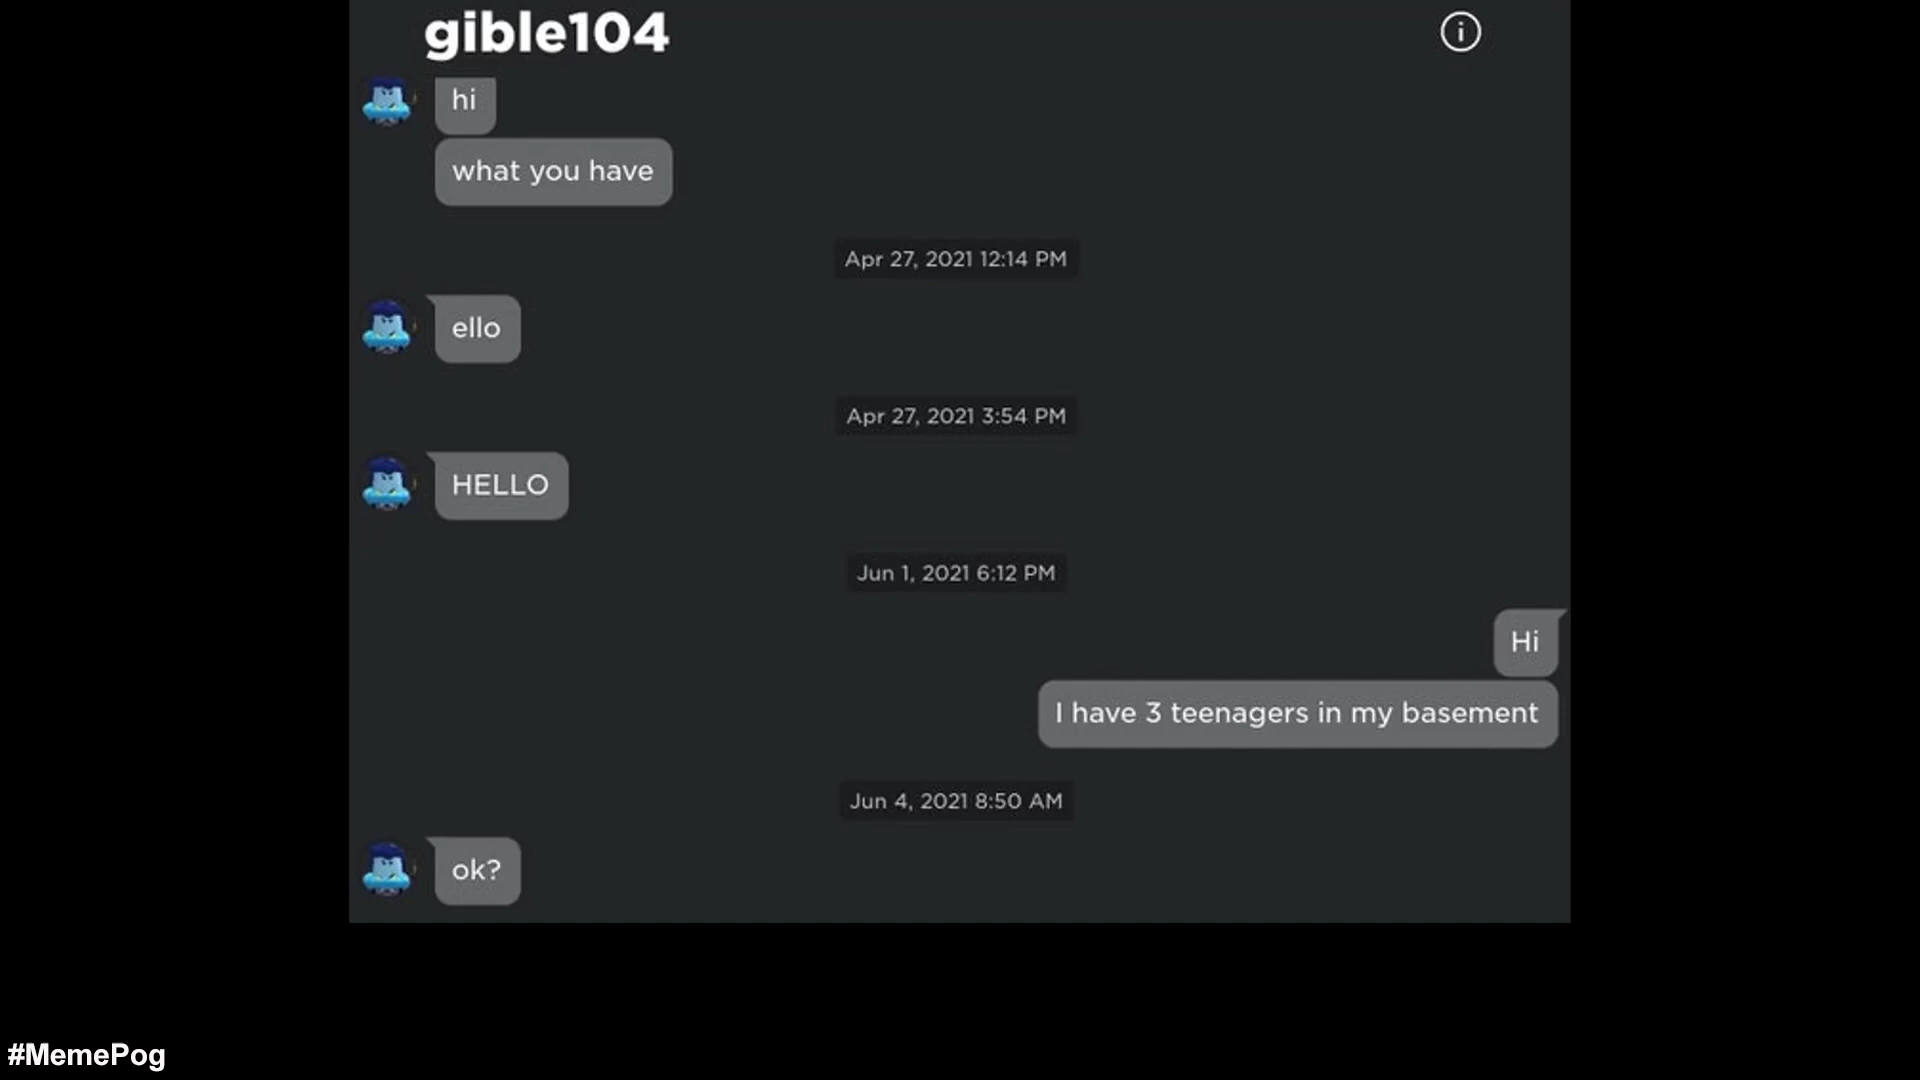 gible104
hi
what you have
Apr 27, 2021 12:14 PM
ello
Apr 27, 2021 3:54 PM
HELLO
Jun 1, 2021 6:12 PM
Hi
I have 3 teenagers in my basement
Jun 4, 2021 8:50 AM
ok?
#MemePog